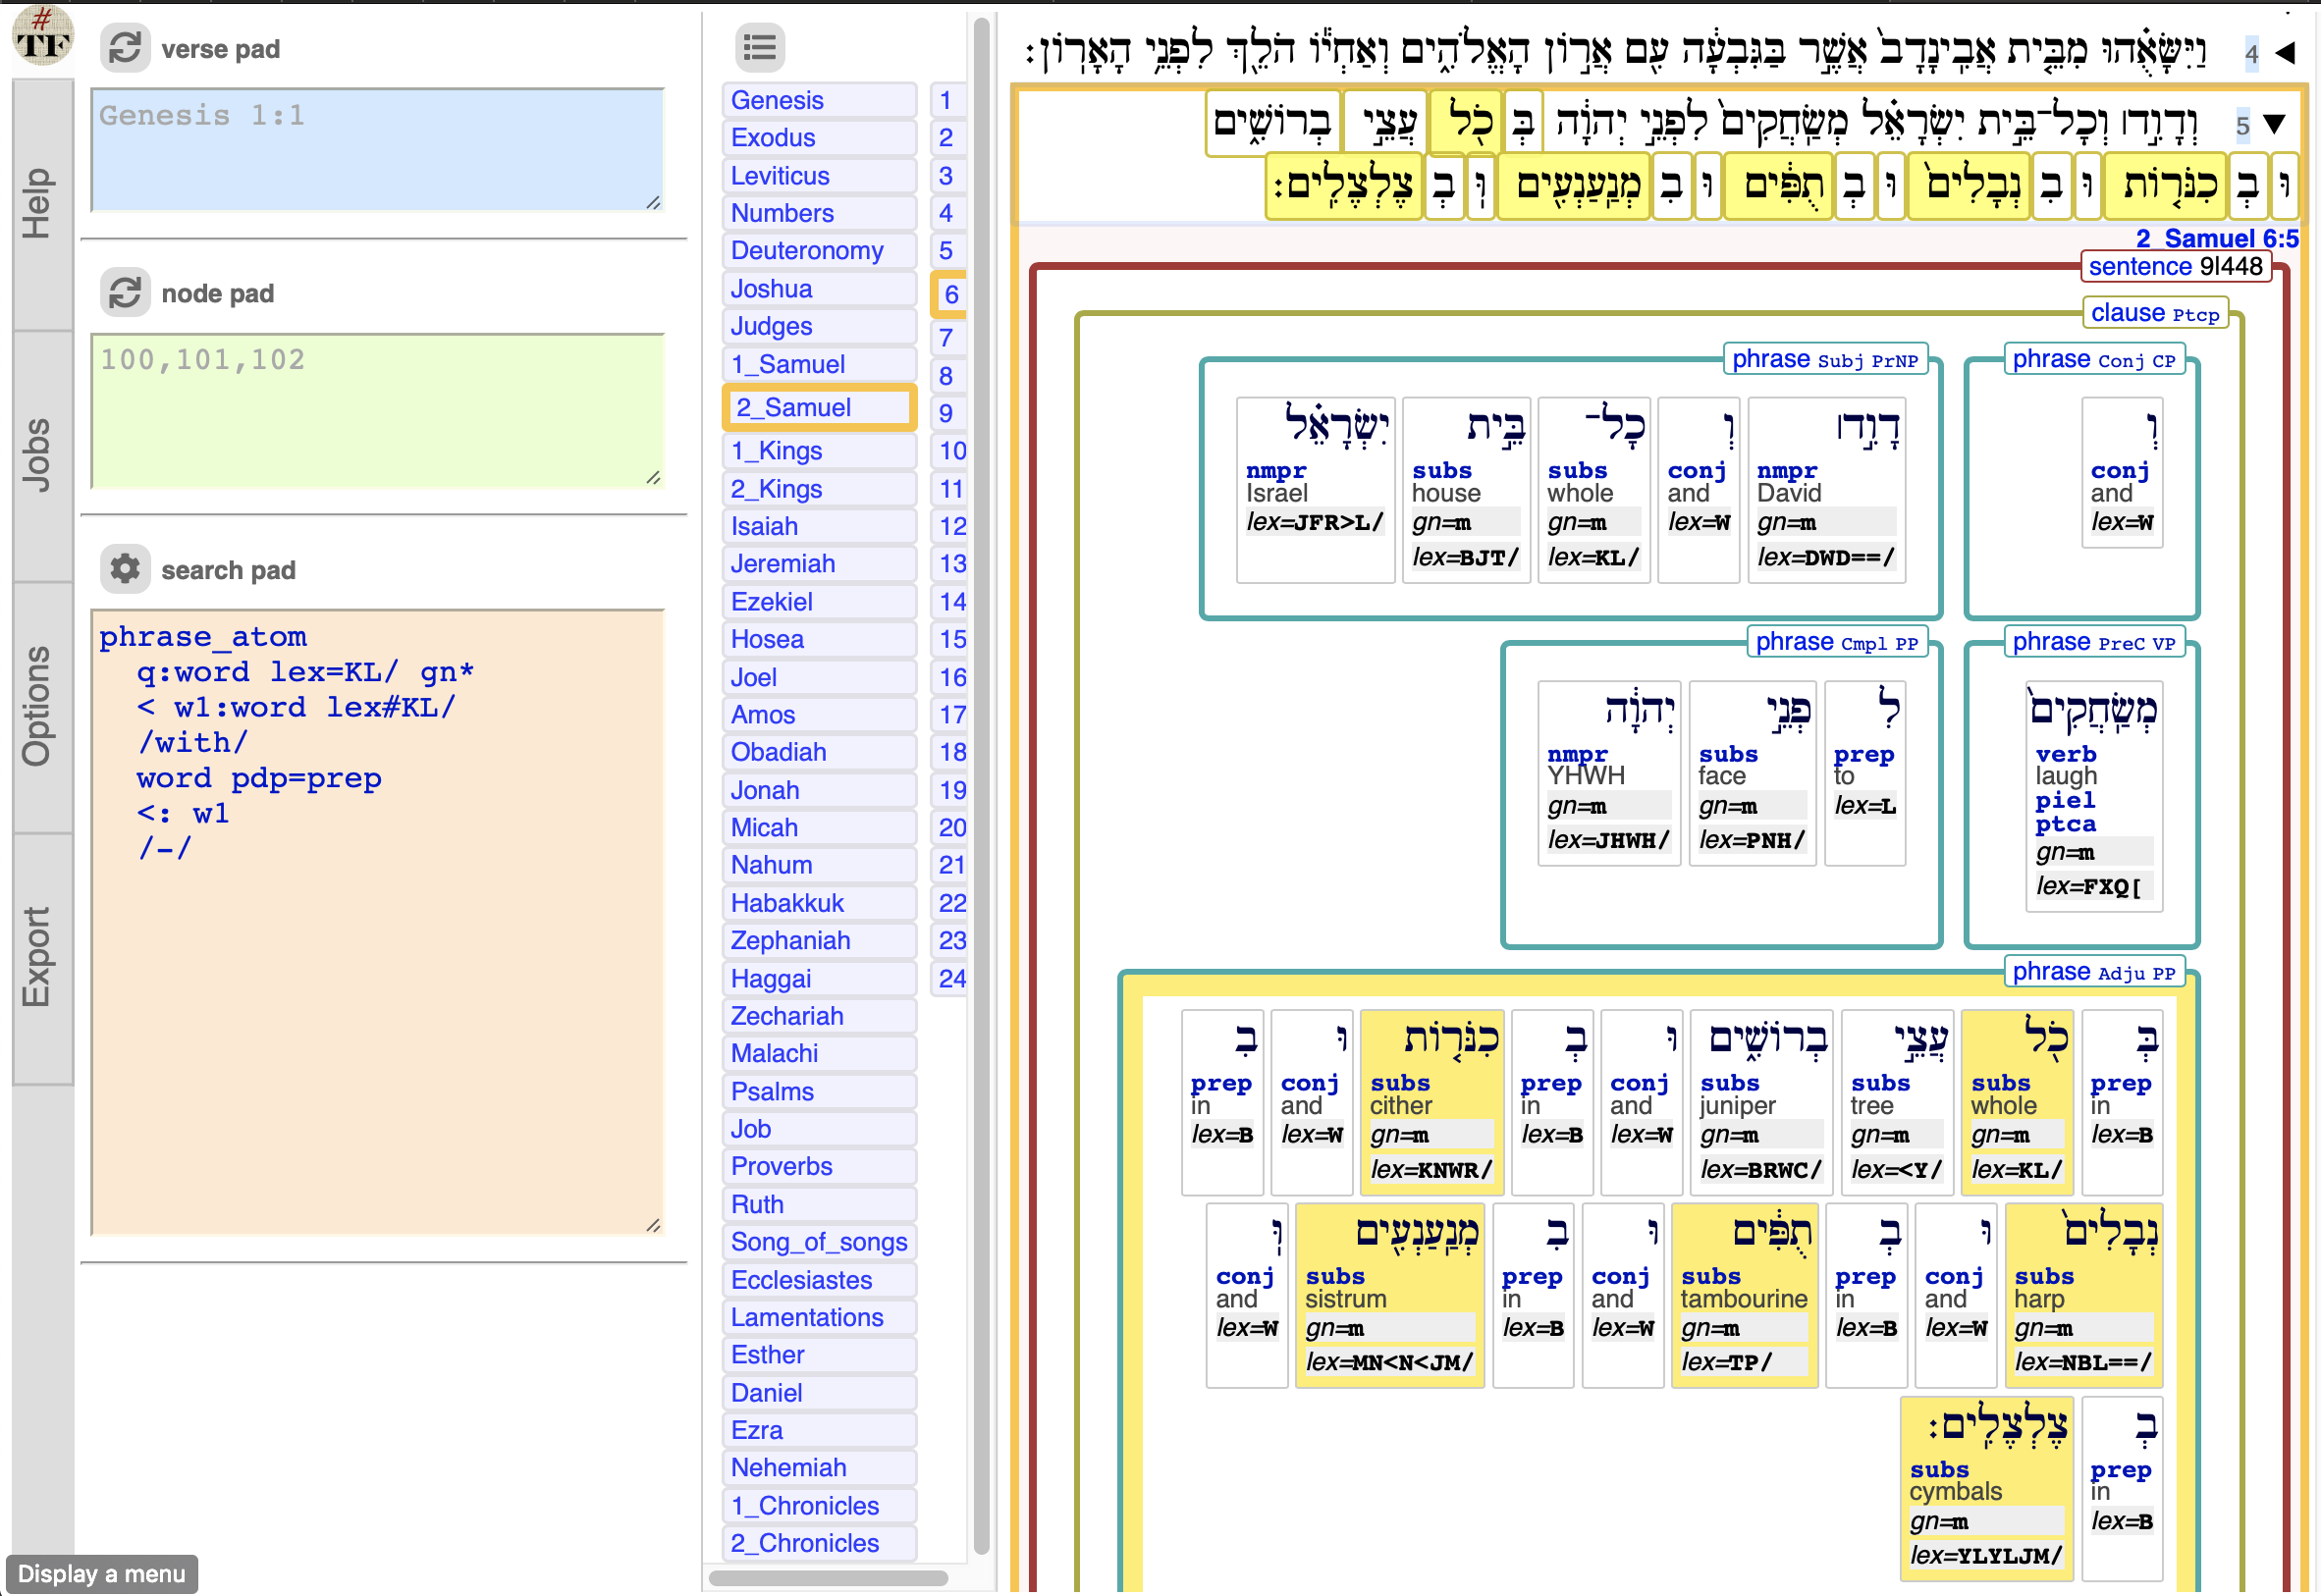 #
TF
Help
Jobs
Options
Export
verse pad
Genesis 1:1
node pad
100,101,102
search pad
phrase_atom
q:word lex=KL/ gn*
< w1:word lex#KL/
/with/
word pdp=prep
<: w1
/-/
Display a menu
Genesis
Exodus
Leviticus
Numbers
Deuteronomy
Joshua
Judges
1_Samuel
2_Samuel
1_Kings
2_Kings
Isaiah
Jeremiah
Ezekiel
Hosea
Joel
Amos
Obadiah
Jonah
Micah
Nahum
Habakkuk
Zephaniah
Haggai
Zechariah
Malachi
Psalms
Job
Proverbs
Ruth
Song_of_songs
Ecclesiastes
Lamentations
Esther
Daniel
Ezra
Nehemiah
1_Chronicles
2_Chronicles
1
2
3
4
5
6
7
8
9
10
11
12
13
14
15
16
17
18
19
20
21
22
23
24
4 וַיִּשָּׂאֻ֗הוּ מִבֵּ֤ית אֲבִֽינָדָב֙ אֲשֶׁ֣ר בַּגִּבְעָ֔ה עִ֖ם אֲרֹ֣ון הָאֱלֹהִ֑ים וְאַחְיֹ֕ו הֹלֵ֖ךְ לִפְנֵ֥י הָאָרֹֽון׃
5 וְדָוִ֣ד׀ וְכָל־בֵּ֣ית יִשְׂרָאֵ֗ל מְשַֽׂחֲקִים֙ לִפְנֵ֣י יְהוָ֔ה בְּ כֹ֖ל עֲצֵ֣י בְרֹושִׁ֑ים
וּ בְ כִנֹּרֹ֤ות וּ בִ נְבָלִים֙ וּ בְ תֻפִּ֔ים וּ בִ מְנַֽעַנְעִ֖ים וּֽ בְ צֶלְצֶלִֽים׃
2_Samuel 6:5
sentence 9|448
clause Ptcp
phrase Conj CP
וְ
conj
and
lex=W
phrase Subj PrNP
דָוִ֣ד׀
nmpr
David
gn=m
lex=DWD==/
וְ
conj
and
lex=W
כָל־
subs
whole
gn=m
lex=KL/
בֵּ֣ית
subs
house
gn=m
lex=BJT/
יִשְׂרָאֵ֗ל
nmpr
Israel
lex=JFR>L/
phrase PreC VP
מְשַֽׂחֲקִים֙
verb
laugh
piel
ptca
gn=m
lex=FXQ[
phrase Cmpl PP
לִ
prep
to
lex=L
פְנֵ֣י
subs
face
gn=m
lex=PNH/
יְהוָ֔ה
nmpr
YHWH
gn=m
lex=JHWH/
phrase Adju PP
בְּ
prep
in
lex=B
כֹ֖ל
subs
whole
gn=m
lex=KL/
עֲצֵ֣י
subs
tree
gn=m
lex=<Y/
בְרֹושִׁ֑ים
subs
juniper
gn=m
lex=BRWC/
וּ
conj
and
lex=W
בְ
prep
in
lex=B
כִנֹּרֹ֤ות
subs
cither
gn=m
lex=KNWR/
וּ
conj
and
lex=W
בִ
prep
in
lex=B
נְבָלִים֙
subs
harp
gn=m
lex=NBL==/
וּ
conj
and
lex=W
בְ
prep
in
lex=B
תֻפִּ֔ים
subs
tambourine
gn=m
lex=TP/
וּ
conj
and
lex=W
בִ
prep
in
lex=B
מְנַֽעַנְעִ֖ים
subs
sistrum
gn=m
lex=MN<N<JM/
וּֽ
conj
and
lex=W
בְ
prep
in
lex=B
צֶלְצֶלִֽים׃
subs
cymbals
gn=m
lex=YLYLJM/